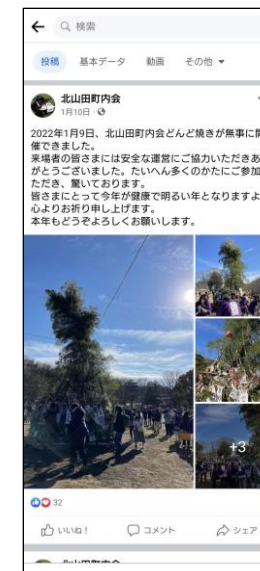 検索
投稿 基本データ 動画 その他
北山田町内会
1月10日
2022年1月9日、北山田町内会どんど焼きが無事に開
催できました。
来場者の皆さまには安全な運営にご協力いただきあ
がとうございました。たいへん多くのかたにご参加
ただき、驚いております。
皆さまにとって今年が健康で明るい年となりますよ
心よりお祈り申し上げます。
本年もどうぞよろしくお願いします。
+3
32
いいね! コメント シェア